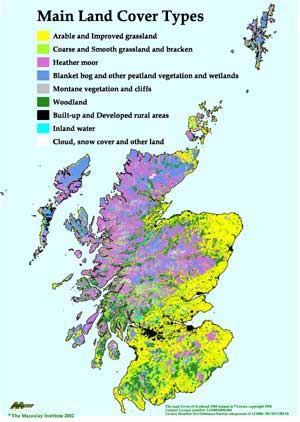 Main Land Cover Types
Arable and Improved grassland
Coarse and Smooth grassland and bracken
Heather moor
Blanket bog and other peatland vegetation and wetlands
Montane vegetation and cliffs
Woodland
Built-up and Developed rural areas
Inland water
Cloud, snow cover and other land
© The Macaulay Institute 2002